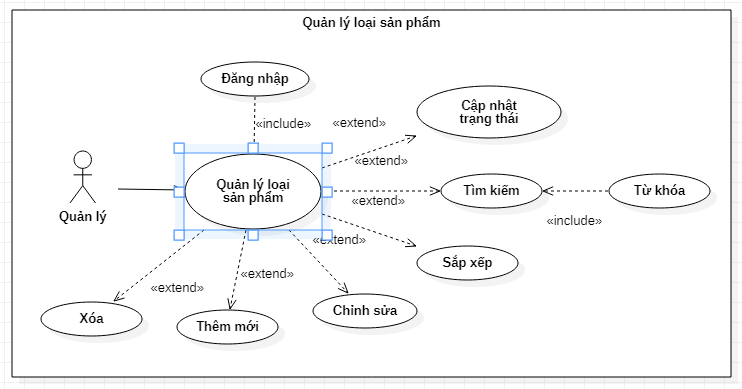 Quản lý loại sản phẩm
Đăng nhập
«include»
«extend»
Cập nhật
trạng thái
«extend»
Quản lý
Quản lý loại
sản phẩm
«extend»
Tìm kiếm
Từ khóa
«include»
«extend»
Sắp xếp
«extend»
«extend»
Xóa
Thêm mới
Chỉnh sửa